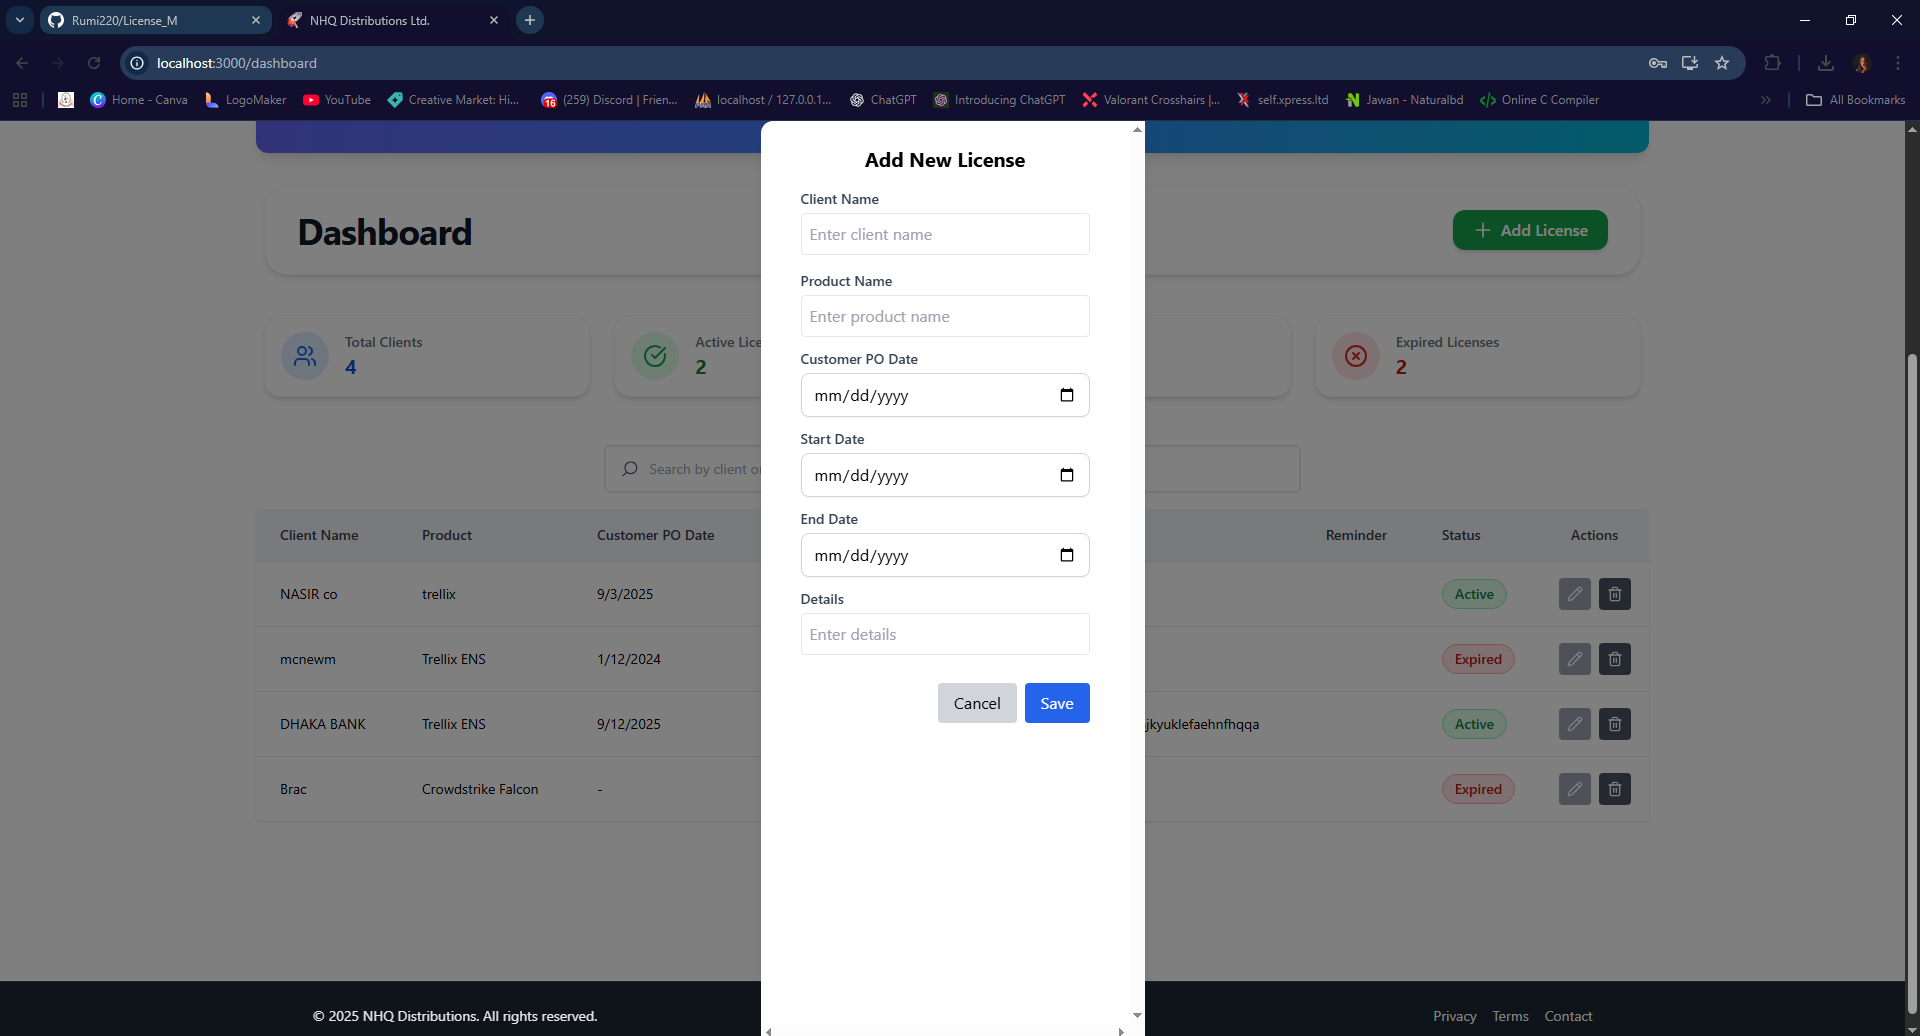 Rumi220/License_M
NHQ Distributions Ltd.
localhost:3000/dashboard
Home - Canva
LogoMaker
YouTube
Creative Market: Hi...
16
(259) Discord | Frien...
localhost / 127.0.0.1...
ChatGPT
Introducing ChatGPT
Valorant Crosshairs |...
self.xpress.ltd
Jawan - Naturalbd
Online C Compiler
All Bookmarks
Add New License
Client Name
Enter client name
Product Name
Enter product name
Customer PO Date
mm/dd/yyyy
Start Date
mm/dd/yyyy
End Date
mm/dd/yyyy
Details
Enter details
Cancel
Save
Dashboard
Add License
Total Clients
4
Active Lice
2
Expired Licenses
2
Search by client o
Client Name Product Customer PO Date Reminder Status Actions
NASIR co trellix 9/3/2025 Active
mcnewm Trellix ENS 1/12/2024 Expired
DHAKA BANK Trellix ENS 9/12/2025 jkyuklefaehnfhqqa Active
Brac Crowdstrike Falcon - Expired
© 2025 NHQ Distributions. All rights reserved.
Privacy Terms Contact